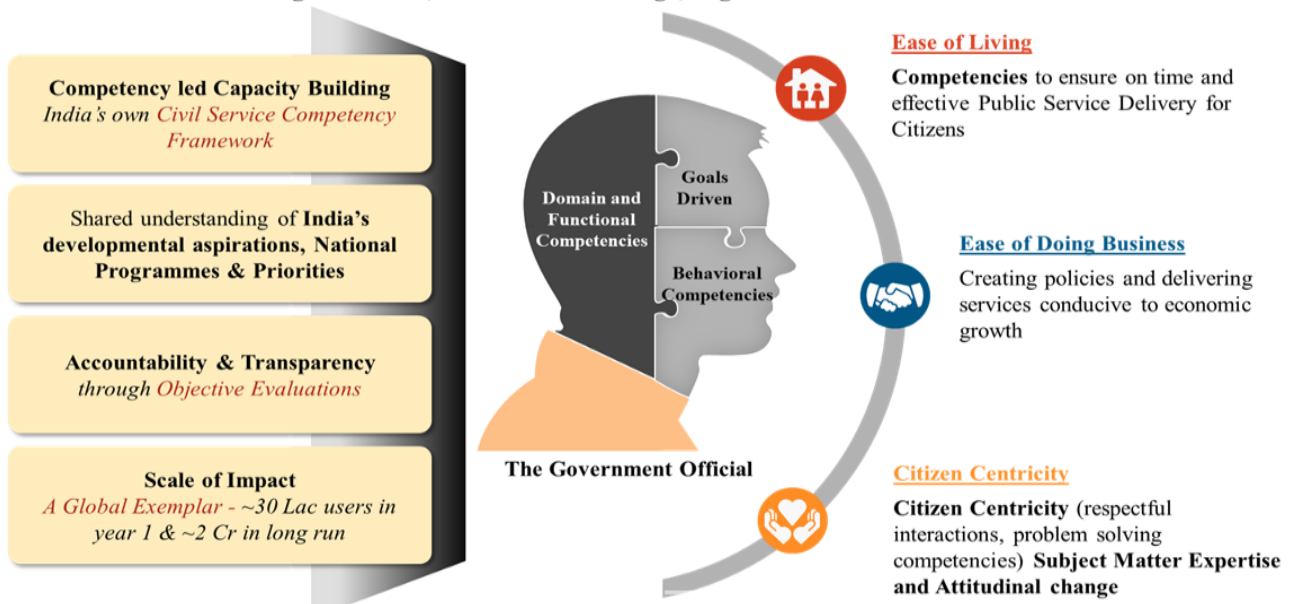 Competency led Capacity Building
India's own Civil Service Competency
Framework
Shared understanding of India's
developmental aspirations, National
Programmes & Priorities
Accountability & Transparency
through Objective Evaluations
Scale of Impact
A Global Exemplar - ~30 Lac users in
year 1 & ~2 Cr in long run
Domain and
Functional
Competencies
Goals
Driven
Behavioral
Competencies
The Government Official
Ease of Living
Competencies to ensure on time and
effective Public Service Delivery for
Citizens
Ease of Doing Business
Creating policies and delivering
services conducive to economic
growth
Citizen Centricity
Citizen Centricity (respectful
interactions, problem solving
competencies) Subject Matter Expertise
and Attitudinal change